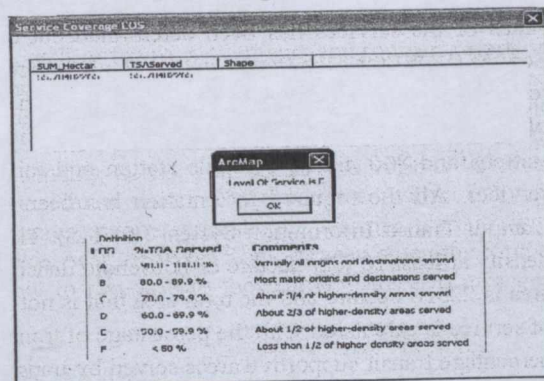 Service Coverage LOS
SUM_Hectar TSAServed Shape
ArcMap
Level Of Service is F
OK
Definition
LOS %TSA Served Comments
Virtually all origins and destinations served
B 80.0 - 89.9 % Most major origins and destinations served
C 70.0 - 79.9 % About 3/4 of higher-density areas served
D 60.0 - 69.9 % About 2/3 of higher-density areas served
E 50.0 - 59.9 % About 1/2 of higher-density areas served
F < 50 % Less than 1/2 of higher density areas served